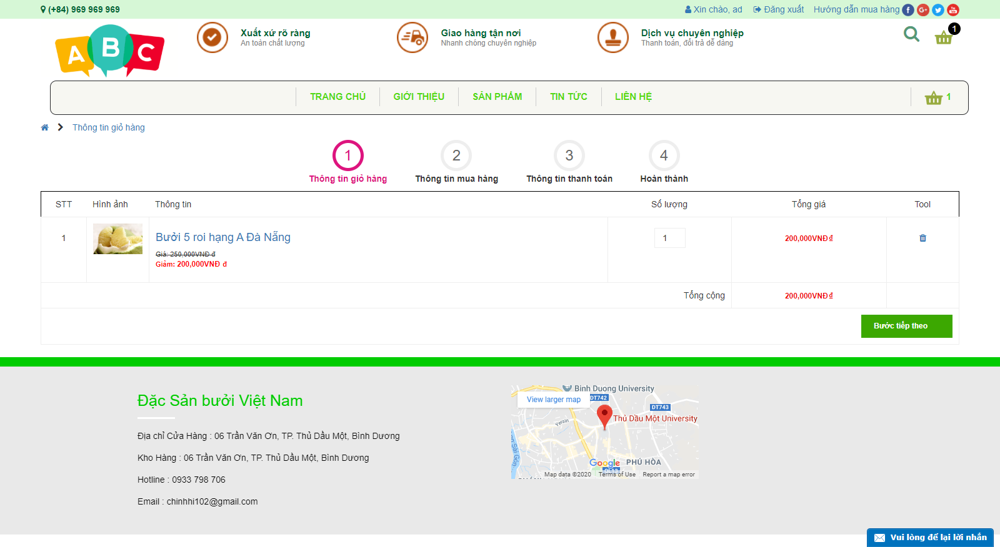 (+84) 969 969 969
Xin chào, ad
Đăng xuất
Hướng dẫn mua hàng
ABC
Xuất xứ rõ ràng
An toàn chất lượng
Giao hàng tận nơi
Nhanh chóng chuyên nghiệp
Dịch vụ chuyên nghiệp
Thanh toán, đổi trả dễ dàng
1
TRANG CHỦ
GIỚI THIỆU
SẢN PHẨM
TIN TỨC
LIÊN HỆ
1
Thông tin giỏ hàng
1
2
3
4
Thông tin giỏ hàng
Thông tin mua hàng
Thông tin thanh toán
Hoàn thành
STT
Hình ảnh
Thông tin
Số lượng
Tổng giá
Tool
1
Bưởi 5 roi hạng A Đà Nẵng
Giá: 250,000VNĐ đ
Giảm: 200,000VNĐ đ
1
200,000VNĐ₫
Tổng cộng
200,000VNĐ₫
Bước tiếp theo
Đặc Sản bưởi Việt Nam
Địa chỉ Cửa Hàng : 06 Trần Văn Ơn, TP. Thủ Dầu Một, Bình Dương
Kho Hàng : 06 Trần Văn Ơn, TP. Thủ Dầu Một, Bình Dương
Hotline : 0933 798 706
Email : chinhhi102@gmail.com
Binh Duong University
View larger map
DT742
DT743
Thủ Dầu Một University
Yersin
Google
PHÚ HÒA
Map data ©2020
Terms of Use
Report a map error
Vui lòng để lại lời nhắn